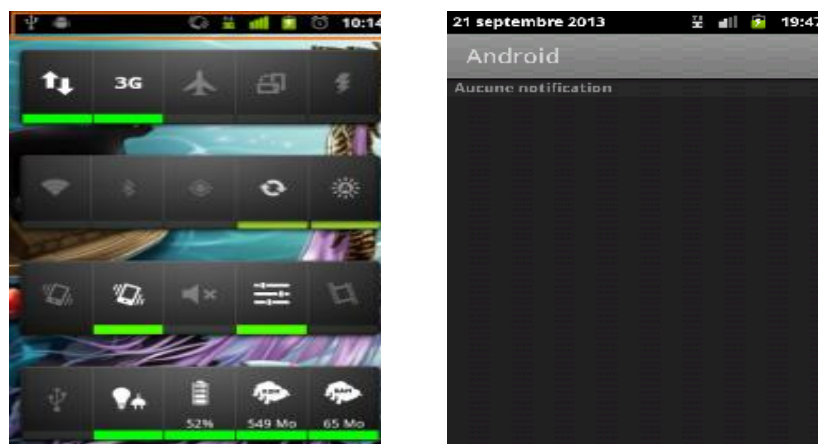 10:14
3G
52% 549 Mo 65 Mo
21 septembre 2013 19:47
Android
Aucune notification